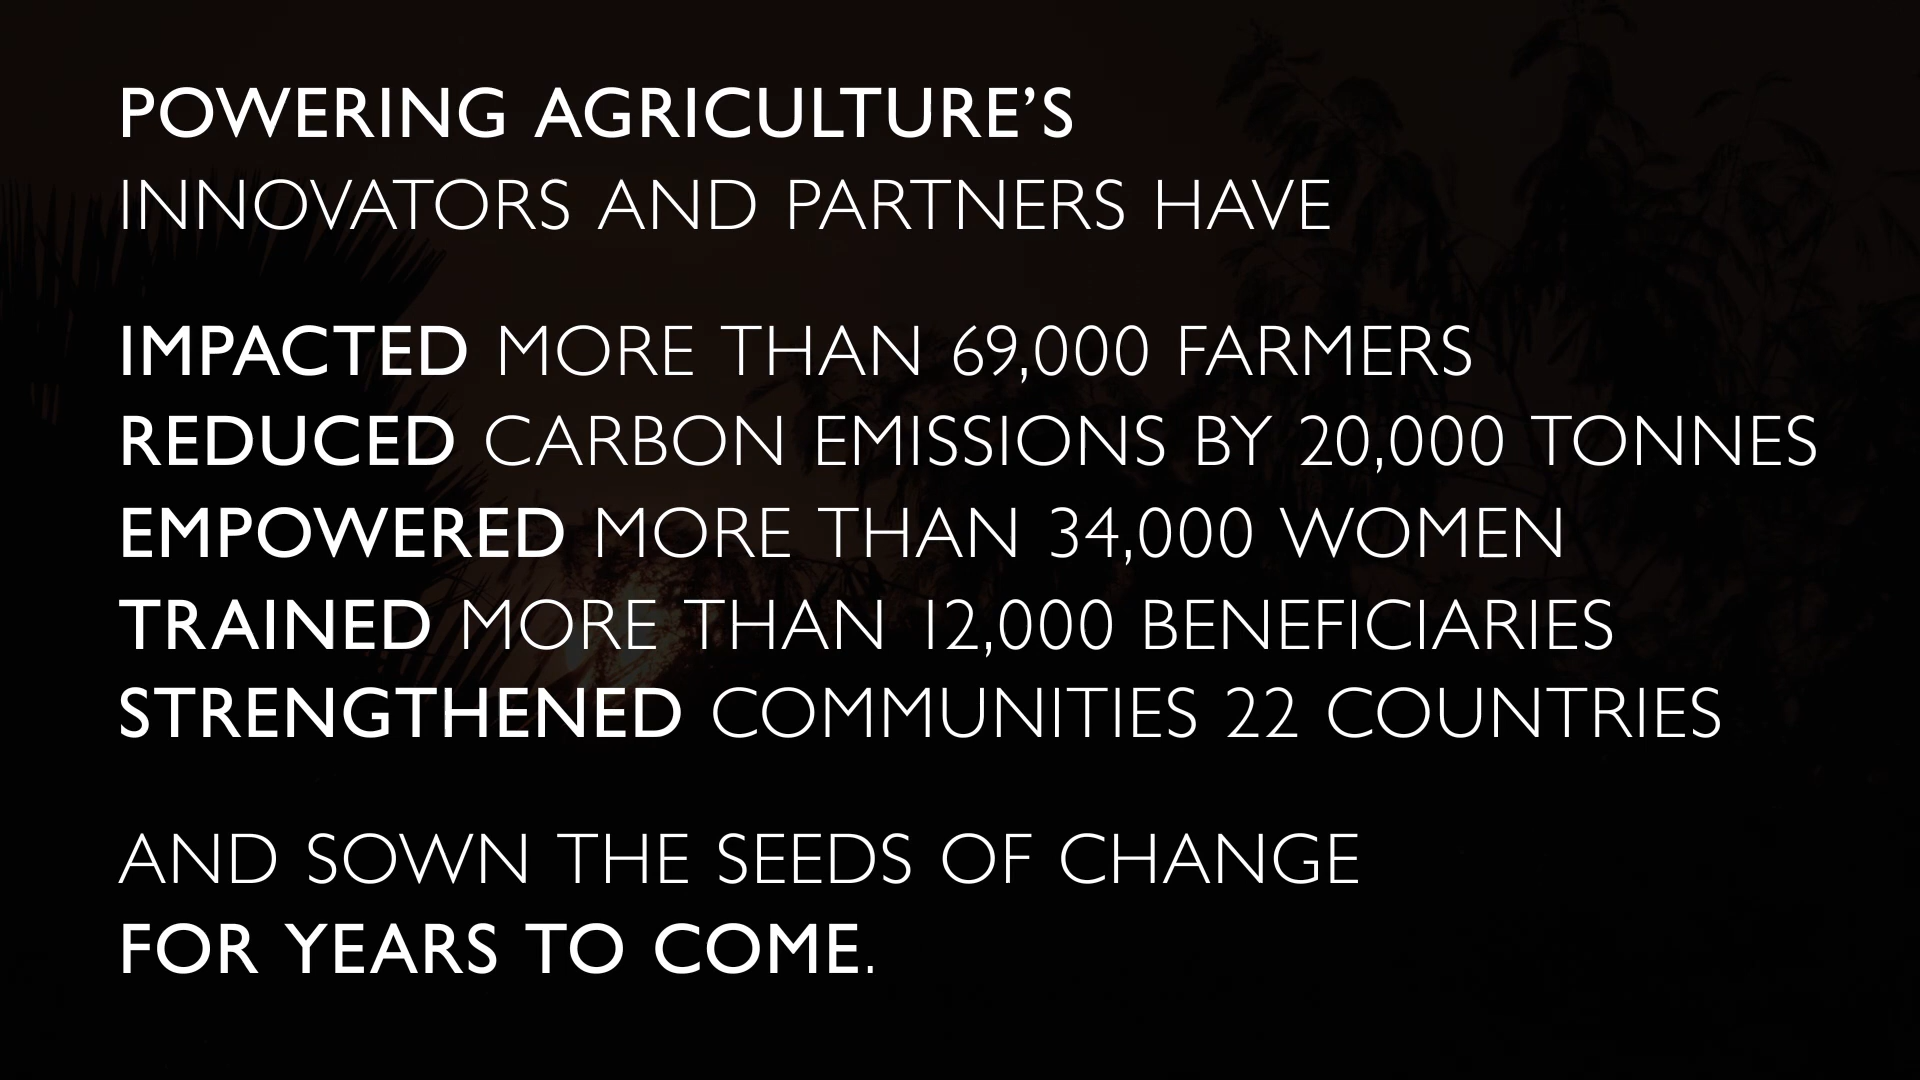 POWERING AGRICULTURE’S
INNOVATORS AND PARTNERS HAVE
IMPACTED MORE THAN 69,000 FARMERS
REDUCED CARBON EMISSIONS BY 20,000 TONNES
EMPOWERED MORE THAN 34,000 WOMEN
TRAINED MORE THAN 12,000 BENEFICIARIES
STRENGTHENED COMMUNITIES 22 COUNTRIES
AND SOWN THE SEEDS OF CHANGE
FOR YEARS TO COME.